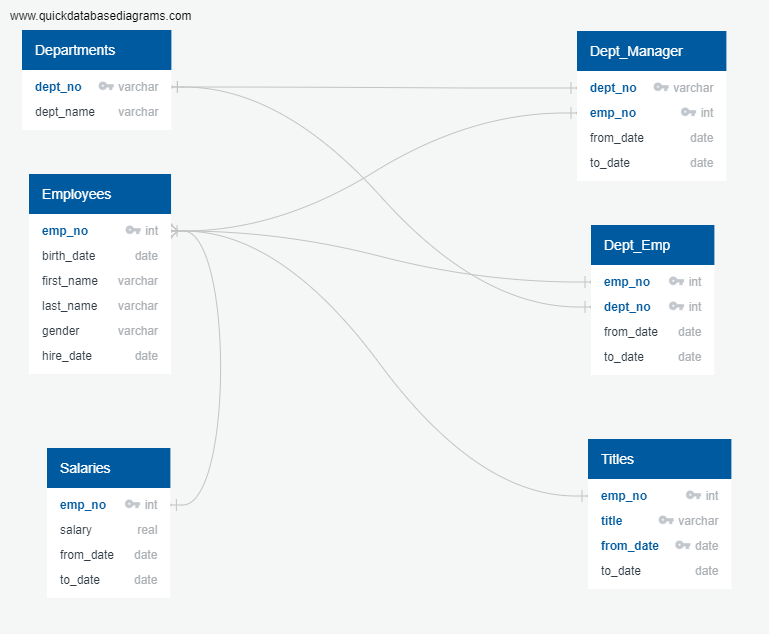 www.quickdatabasediagrams.com
Departments
dept_no varchar
dept_name varchar
Employees
emp_no int
birth_date date
first_name varchar
last_name varchar
gender varchar
hire_date date
Salaries
emp_no int
salary real
from_date date
to_date date
Dept_Manager
dept_no varchar
emp_no int
from_date date
to_date date
Dept_Emp
emp_no int
dept_no int
from_date date
to_date date
Titles
emp_no int
title varchar
from_date date
to_date date